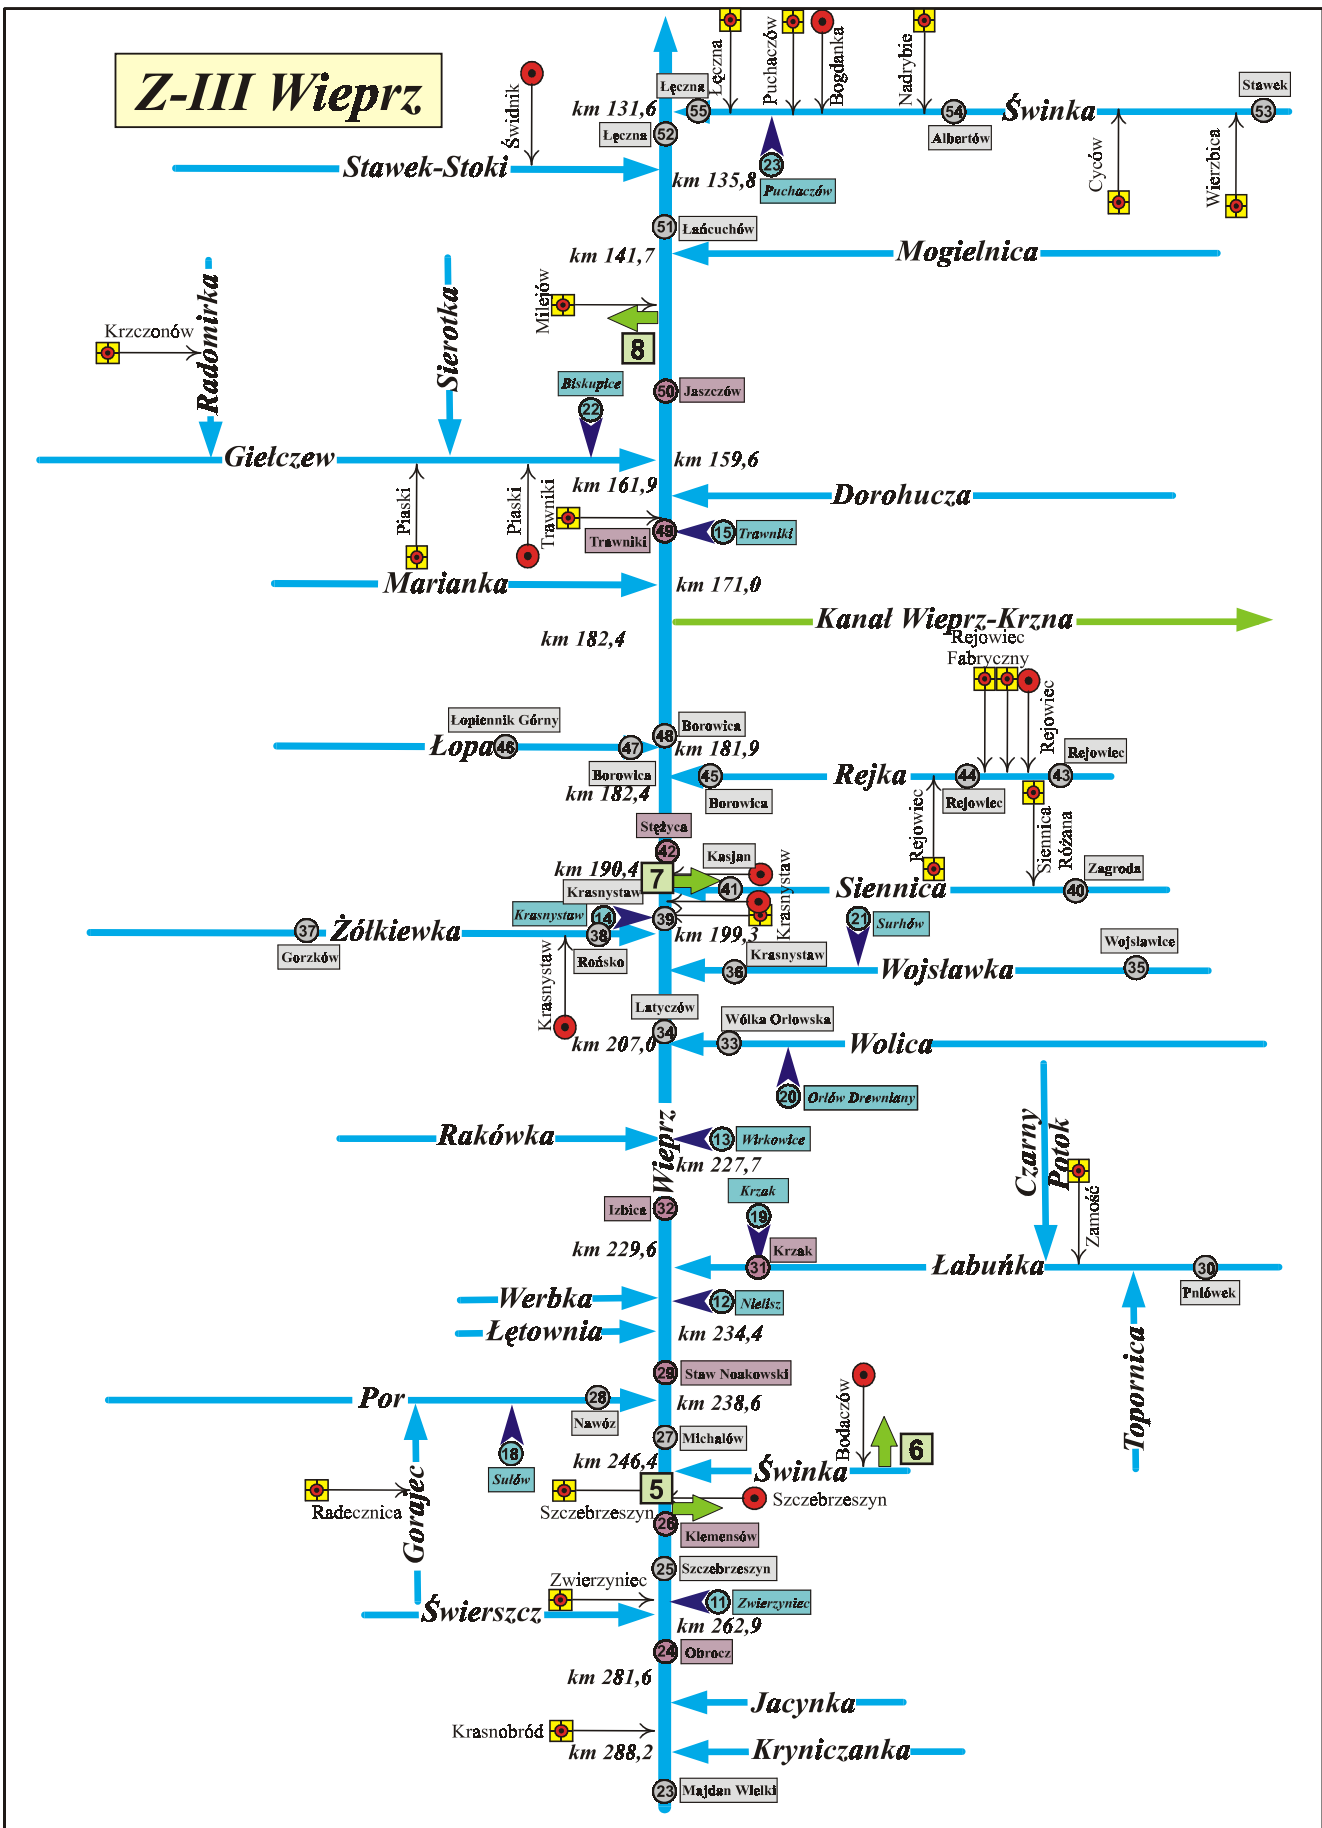 Z-III Wieprz
Łęczna
Puchaczów
Bogdanka
Nadrybie
Świdnik
Łęczna
km 131,6
55
54
Świnka
Stawek
53
Łęczna
52
Albertów
Stawek-Stoki
km 135,8
23
Puchaczów
Cyców
Wierzbica
51
Łańcuchów
km 141,7
Mogielnica
Radomirka
Sierotka
Milejów
8
Krzczonów
Biskupice
22
50
Jaszczów
Giełczew
km 159,6
km 161,9
Dorohucza
Piaski
Piaski
Trawniki
Trawniki
49
15
Trawniki
Marianka
km 171,0
Kanał Wieprz-Krzna
km 182,4
Rejowiec
Fabryczny
Rejowiec
Łopiennik Górny
Łopa
46
47
48
Borowica
km 181,9
Rejowiec
Borowica
km 182,4
45
Borowica
Rejka
44
Rejowiec
43
Stężyca
42
Rejowiec
Siennica
Różana
km 190,4
7
Kasjan
41
Krasnystaw
Siennica
Zagroda
40
Krasnystaw
Krasnystaw
14
39
37
Gorzków
Żółkiewka
38
Rońsko
km 199,3
21
Surhów
Krasnystaw
Krasnystaw
36
Wojsławka
Wojsławice
35
Latyczów
34
km 207,0
Wólka Orłowska
33
Wolica
20
Orłów Drewniany
Rakówka
Wieprz
13
Wirkowice
km 227,7
Czarny
Potok
Zamość
Izbica
32
Krzak
19
km 229,6
31
Krzak
Łabuńka
30
Pniówek
Werbka
12
Nielisz
Łętownia
km 234,4
Topornica
29
Staw Noakowski
Por
28
Nawóz
km 238,6
Bodaczów
18
Sułów
27
Michalów
km 246,4
Świnka
6
Gorajec
Radecznica
Szczebrzeszyn
5
Szczebrzeszyn
26
Klemensów
25
Szczebrzeszyn
Zwierzyniec
11
Zwierzyniec
Świerszcz
km 262,9
24
Obrocz
km 281,6
Jacynka
Krasnobród
km 288,2
Kryniczanka
23
Majdan Wielki